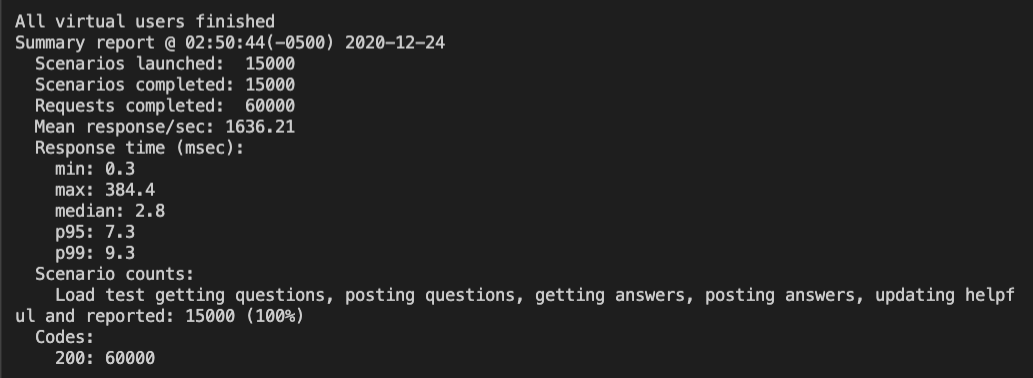 All virtual users finished
Summary report @ 02:50:44(-0500) 2020-12-24
  Scenarios launched:  15000
  Scenarios completed: 15000
  Requests completed:  60000
  Mean response/sec: 1636.21
  Response time (msec):
    min: 0.3
    max: 384.4
    median: 2.8
    p95: 7.3
    p99: 9.3
  Scenario counts:
    Load test getting questions, posting questions, getting answers, posting answers, updating helpf
ul and reported: 15000 (100%)
  Codes:
    200: 60000